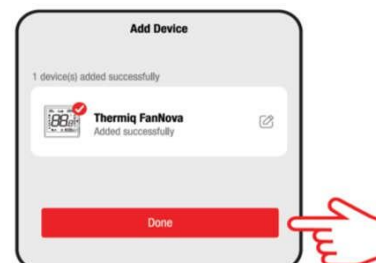 Add Device
1 device(s) added successfully
Thermiq FanNova
Added successfully
Done